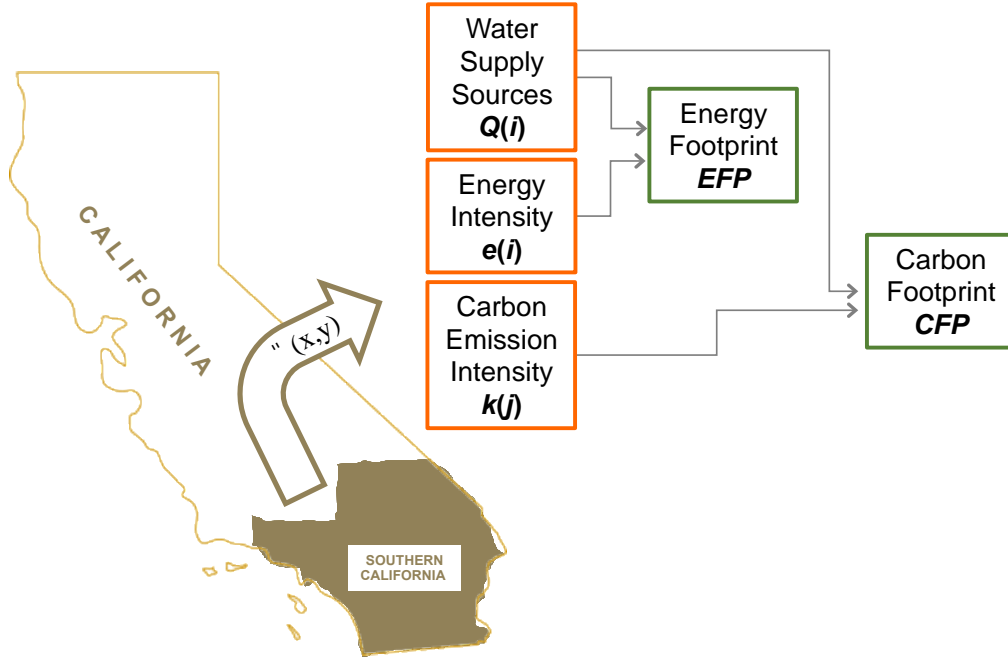 Water
Supply
Sources
Q(i)
Energy
Footprint
EFP
Energy
Intensity
e(i)
Carbon
Footprint
CFP
Carbon
Emission
Intensity
k(j)
CALIFORNIA
" (x,y)
SOUTHERN
CALIFORNIA